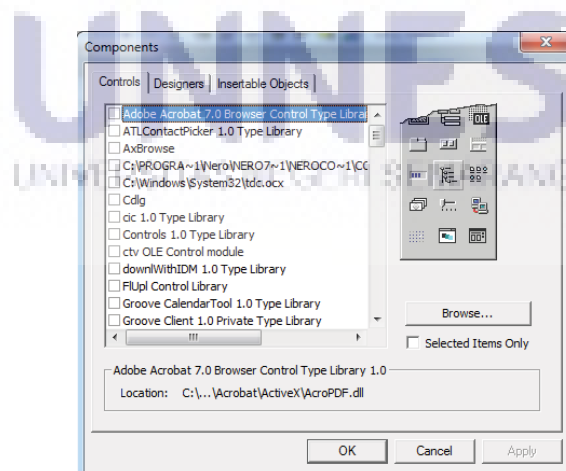 UNNES
Components
Controls
Designers
Insertable Objects
Adobe Acrobat 7.0 Browser Control Type Librar
ATLContactPicker 1.0 Type Library
AxBrowse
C:\PROGRA~1\Nero\NERO7~1\NEROCO~1\CC
C:\Windows\System32\tdc.ocx
Cdlg
cic 1.0 Type Library
Controls 1.0 Type Library
ctv OLE Control module
downlWithIDM 1.0 Type Library
FlUpl Control Library
Groove CalendarTool 1.0 Type Library
Groove Client 1.0 Private Type Library
OLE
Browse...
Selected Items Only
Adobe Acrobat 7.0 Browser Control Type Library 1.0
Location: C:\...\Acrobat\ActiveX\AcroPDF.dll
OK
Cancel
Apply